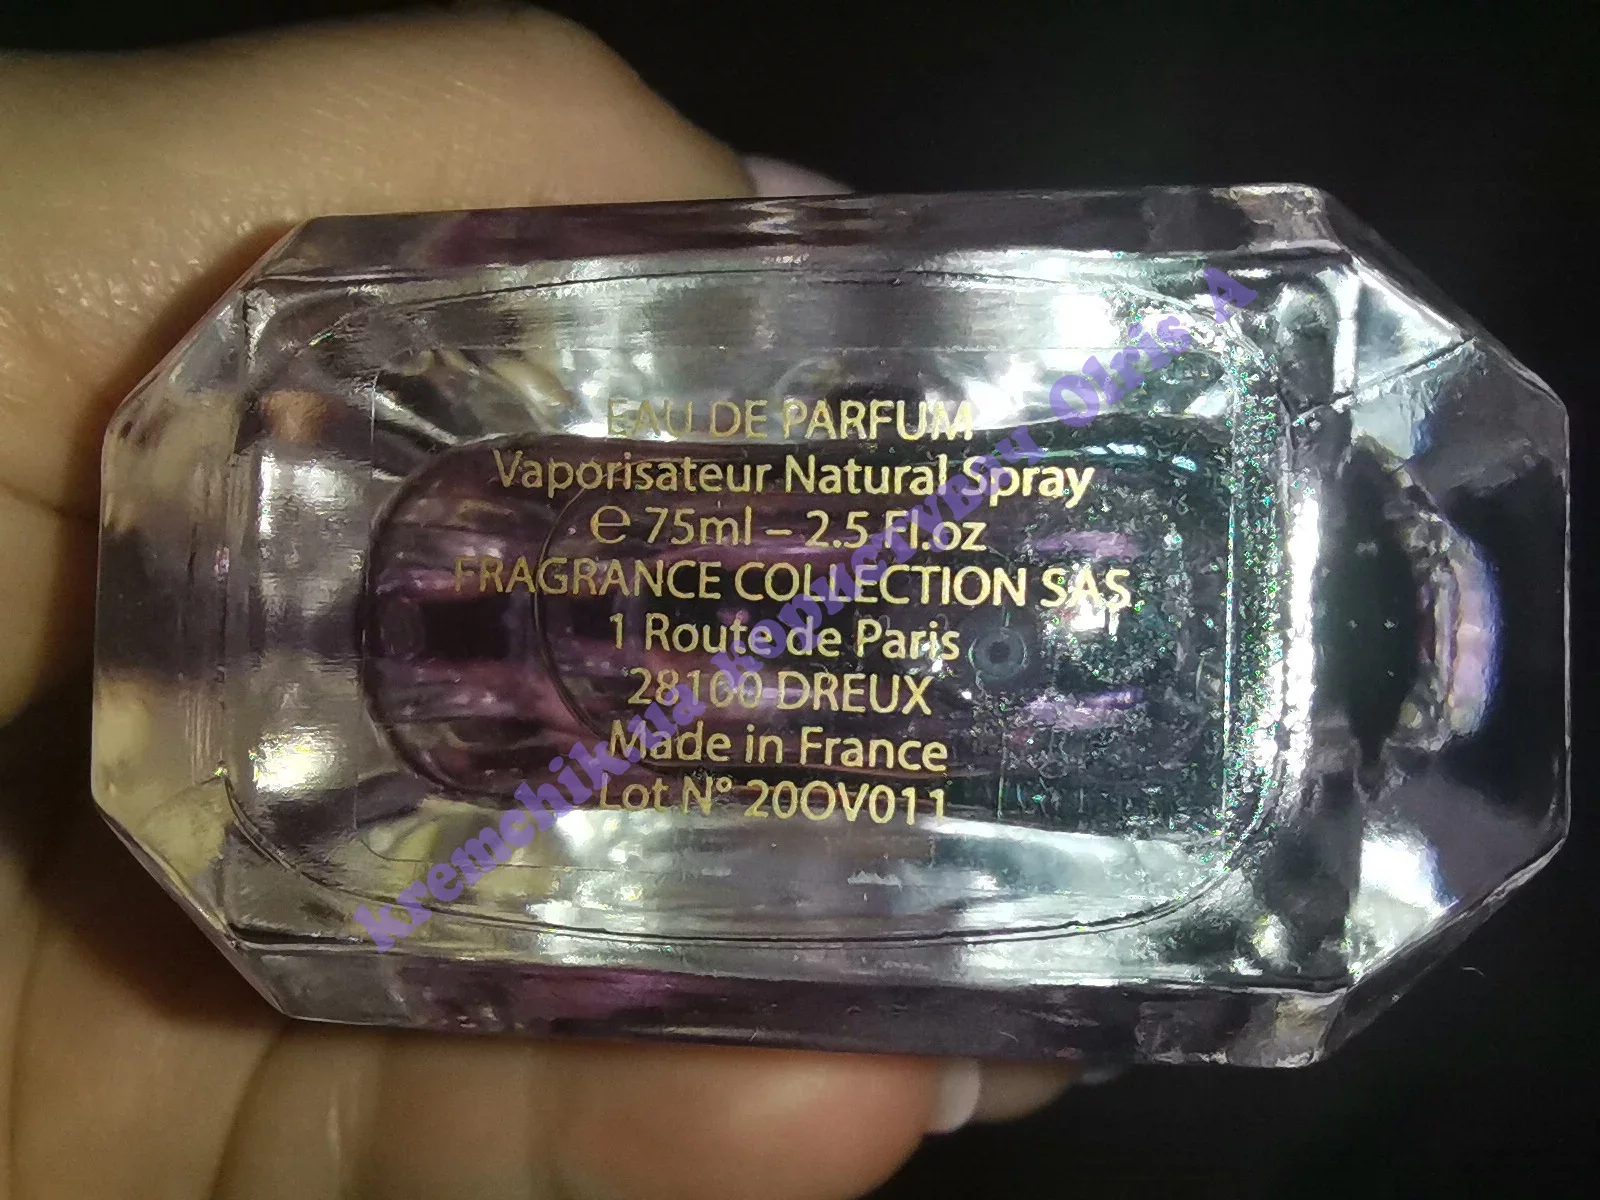 EAU DE PARFUM
Vaporisateur Natural Spray
℮ 75ml – 2.5 Fl.oz
FRAGRANCE COLLECTION SAS
1 Route de Paris
28100 DREUX
Made in France
Lot N° 20OV011
Olris A